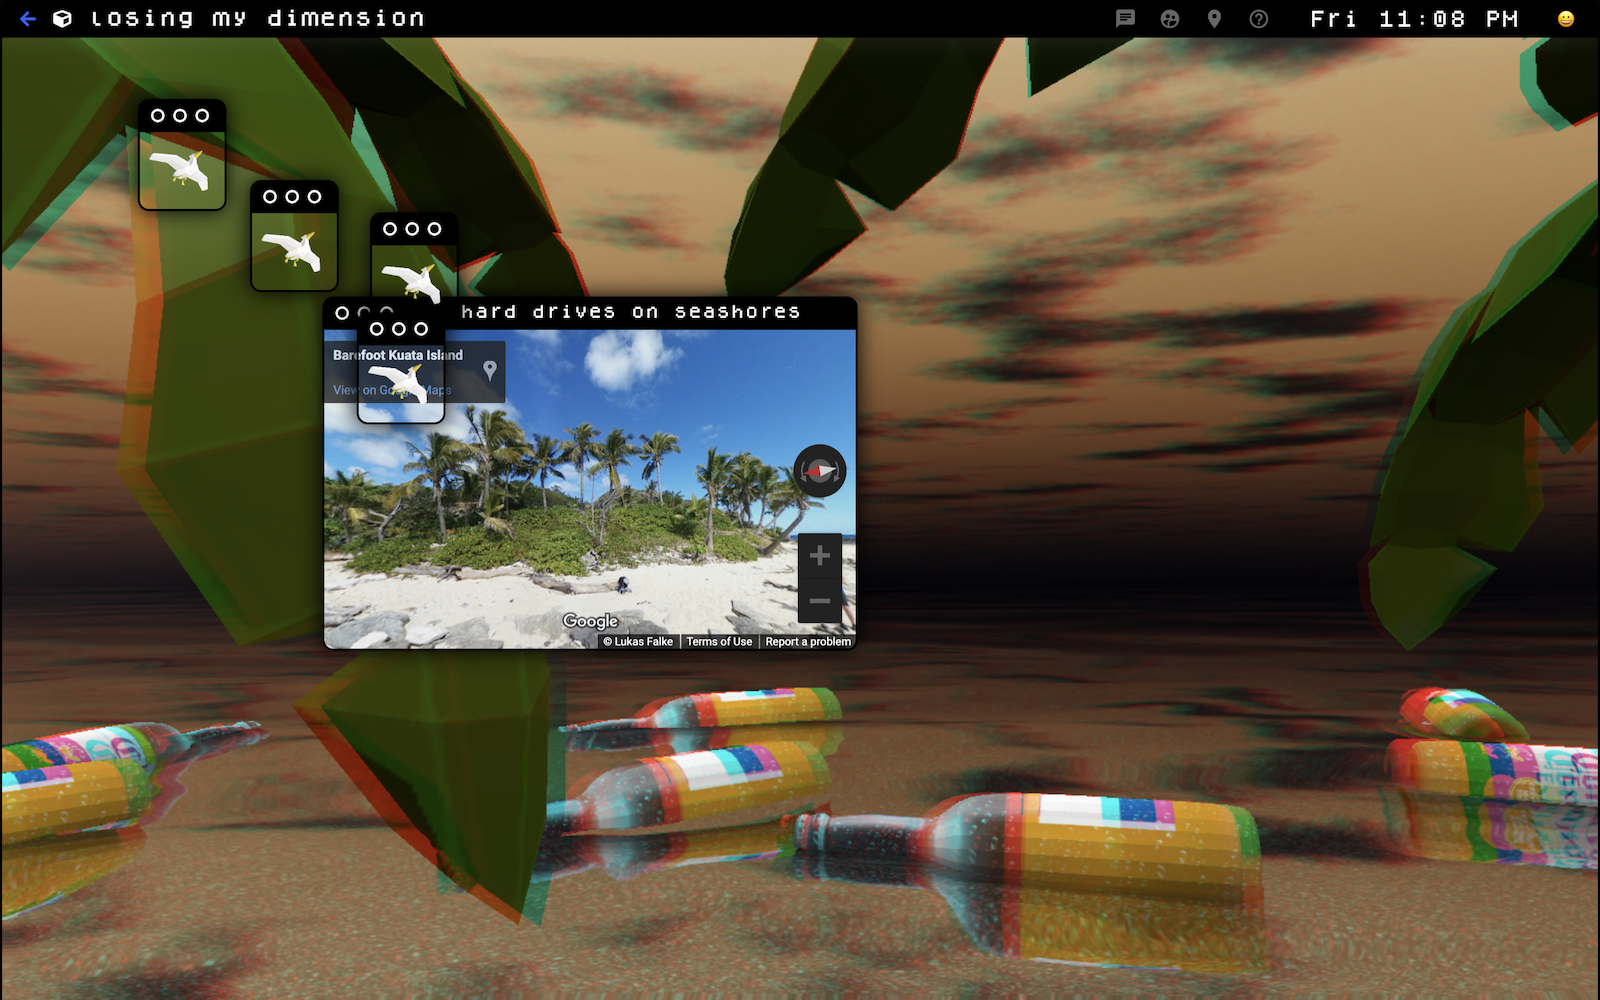 losing my dimension
Fri 11:08 PM
hard drives on seashores
Barefoot Kuata Island
View on Google Maps
Google
© Lukas Falke
Terms of Use
Report a problem